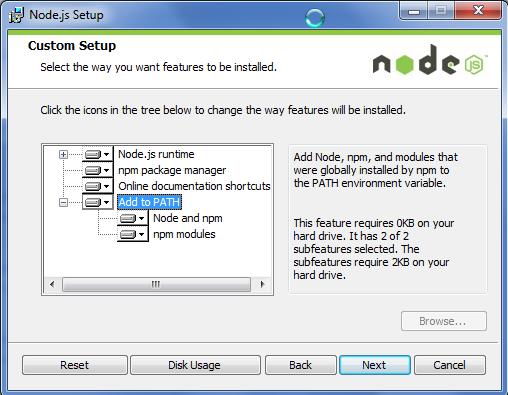 Node.js Setup
Custom Setup
Select the way you want features to be installed.
node
JS
Click the icons in the tree below to change the way features will be installed.
Node.js runtime
npm package manager
Online documentation shortcuts
Add to PATH
Node and npm
npm modules
Add Node, npm, and modules that
were globally installed by npm to
the PATH environment variable.
This feature requires 0KB on your
hard drive. It has 2 of 2
subfeatures selected. The
subfeatures require 2KB on your
hard drive.
Browse...
Reset
Disk Usage
Back
Next
Cancel